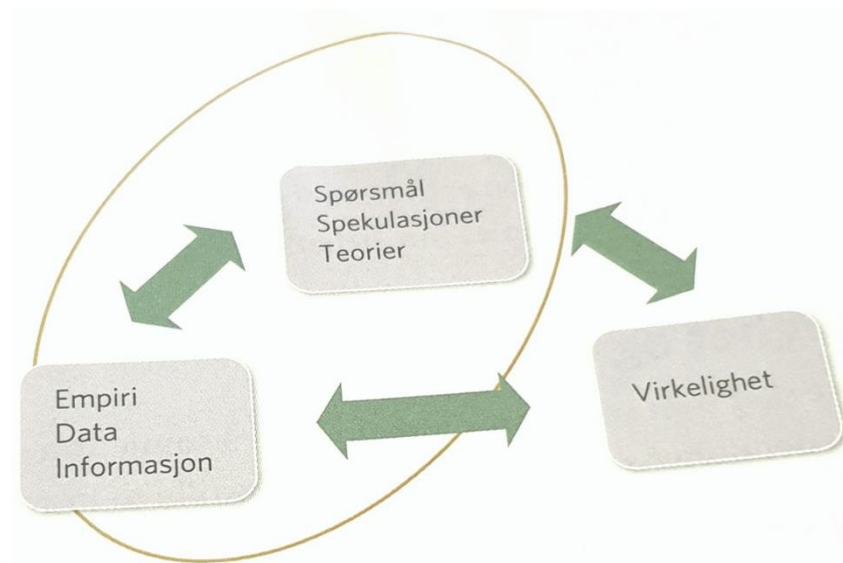 Spørsmål
Spekulasjoner
Teorier
Empiri
Data
Informasjon
Virkelighet